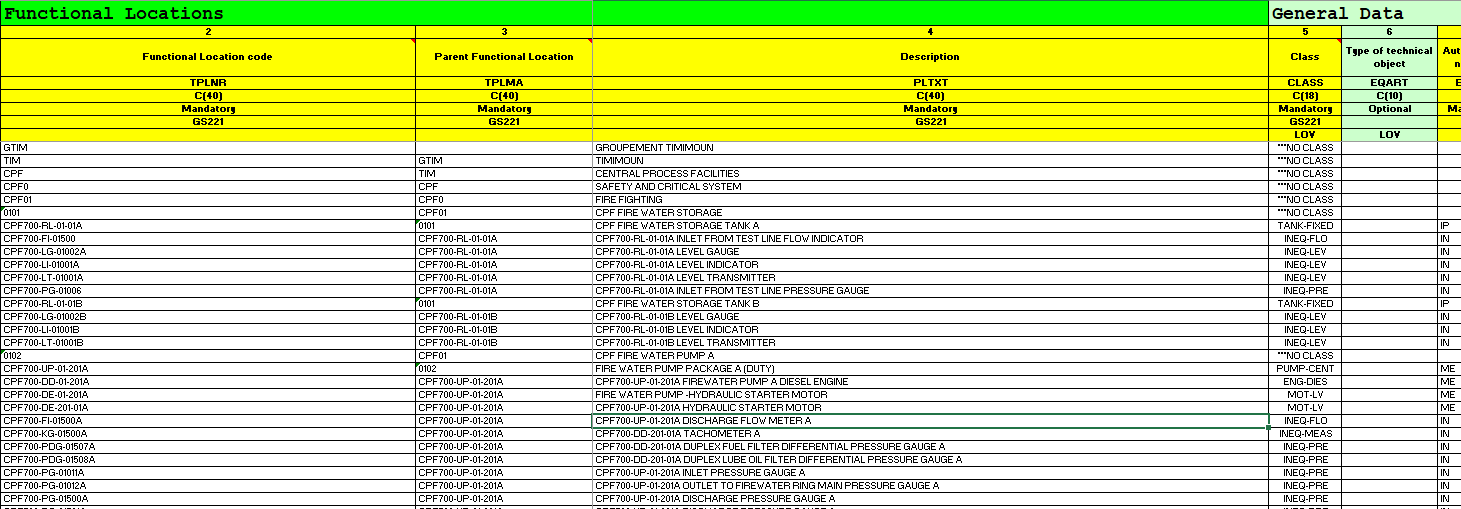 Functional Locations General Data
2 3 4 5 6
Functional Location code Parent Functional Location Description Class Type of technical object Aut
TPLNR TPLMA PLTXT CLASS EQART
C(40) C(40) C(40) C(18) C(10)
Mandatory Mandatory Mandatory Mandatory Optional
GS221 GS221 GS221 GS221
LOV LOV
GTIM GROUPEMENT TIMIMOUN ***NO CLASS
TIM GTIM TIMIMOUN ***NO CLASS
CPF TIM CENTRAL PROCESS FACILITIES ***NO CLASS
CPF0 CPF SAFETY AND CRITICAL SYSTEM ***NO CLASS
CPF01 CPF0 FIRE FIGHTING ***NO CLASS
0101 CPF01 CPF FIRE WATER STORAGE ***NO CLASS
CPF700-RL-01-01A 0101 CPF FIRE WATER STORAGE TANK A TANK-FIXED IP
CPF700-FI-01500 CPF700-RL-01-01A CPF700-RL-01-01A INLET FROM TEST LINE FLOW INDICATOR INEQ-FLO IN
CPF700-LG-01002A CPF700-RL-01-01A CPF700-RL-01-01A LEVEL GAUGE INEQ-LEV IN
CPF700-LI-01001A CPF700-RL-01-01A CPF700-RL-01-01A LEVEL INDICATOR INEQ-LEV IN
CPF700-LT-01001A CPF700-RL-01-01A CPF700-RL-01-01A LEVEL TRANSMITTER INEQ-LEV IN
CPF700-PG-01006 CPF700-RL-01-01A CPF700-RL-01-01A INLET FROM TEST LINE PRESSURE GAUGE INEQ-PRE IN
CPF700-RL-01-01B 0101 CPF FIRE WATER STORAGE TANK B TANK-FIXED IP
CPF700-LG-01002B CPF700-RL-01-01B CPF700-RL-01-01B LEVEL GAUGE INEQ-LEV IN
CPF700-LI-01001B CPF700-RL-01-01B CPF700-RL-01-01B LEVEL INDICATOR INEQ-LEV IN
CPF700-LT-01001B CPF700-RL-01-01B CPF700-RL-01-01B LEVEL TRANSMITTER INEQ-LEV IN
0102 CPF01 CPF FIRE WATER PUMP A ***NO CLASS
CPF700-UP-01-201A 0102 FIRE WATER PUMP PACKAGE A (DUTY) PUMP-CENT ME
CPF700-DD-01-201A CPF700-UP-01-201A CPF700-UP-01-201A FIREWATER PUMP A DIESEL ENGINE ENG-DIES ME
CPF700-DE-01-201A CPF700-UP-01-201A FIRE WATER PUMP -HYDRAULIC STARTER MOTOR MOT-LV ME
CPF700-DE-201-01A CPF700-UP-01-201A CPF700-UP-01-201A HYDRAULIC STARTER MOTOR MOT-LV ME
CPF700-FI-01500A CPF700-UP-01-201A CPF700-UP-01-201A DISCHARGE FLOW METER A INEQ-FLO IN
CPF700-KG-01500A CPF700-UP-01-201A CPF700-DD-201-01A TACHOMETER A INEQ-MEAS IN
CPF700-PDG-01507A CPF700-UP-01-201A CPF700-DD-201-01A DUPLEX FUEL FILTER DIFFERENTIAL PRESSURE GAUGE A INEQ-PRE IN
CPF700-PDG-01508A CPF700-UP-01-201A CPF700-DD-201-01A DUPLEX LUBE OIL FILTER DIFFERENTIAL PRESSURE GAUGE A INEQ-PRE IN
CPF700-PG-01011A CPF700-UP-01-201A CPF700-UP-01-201A INLET PRESSURE GAUGE A INEQ-PRE IN
CPF700-PG-01012A CPF700-UP-01-201A CPF700-UP-01-201A OUTLET TO FIREWATER RING MAIN PRESSURE GAUGE A INEQ-PRE IN
CPF700-PG-01500A CPF700-UP-01-201A CPF700-UP-01-201A DISCHARGE PRESSURE GAUGE A INEQ-PRE IN